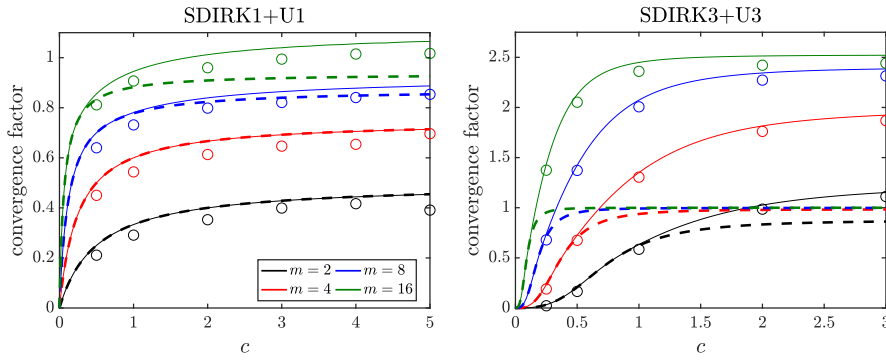 SDIRK1+U1
convergence factor
1
0.8
0.6
0.4
0.2
0
0 1 2 3 4 5
c
m = 2
m = 4
m = 8
m = 16
SDIRK3+U3
convergence factor
2.5
2
1.5
1
0.5
0
0 0.5 1 1.5 2 2.5 3
c